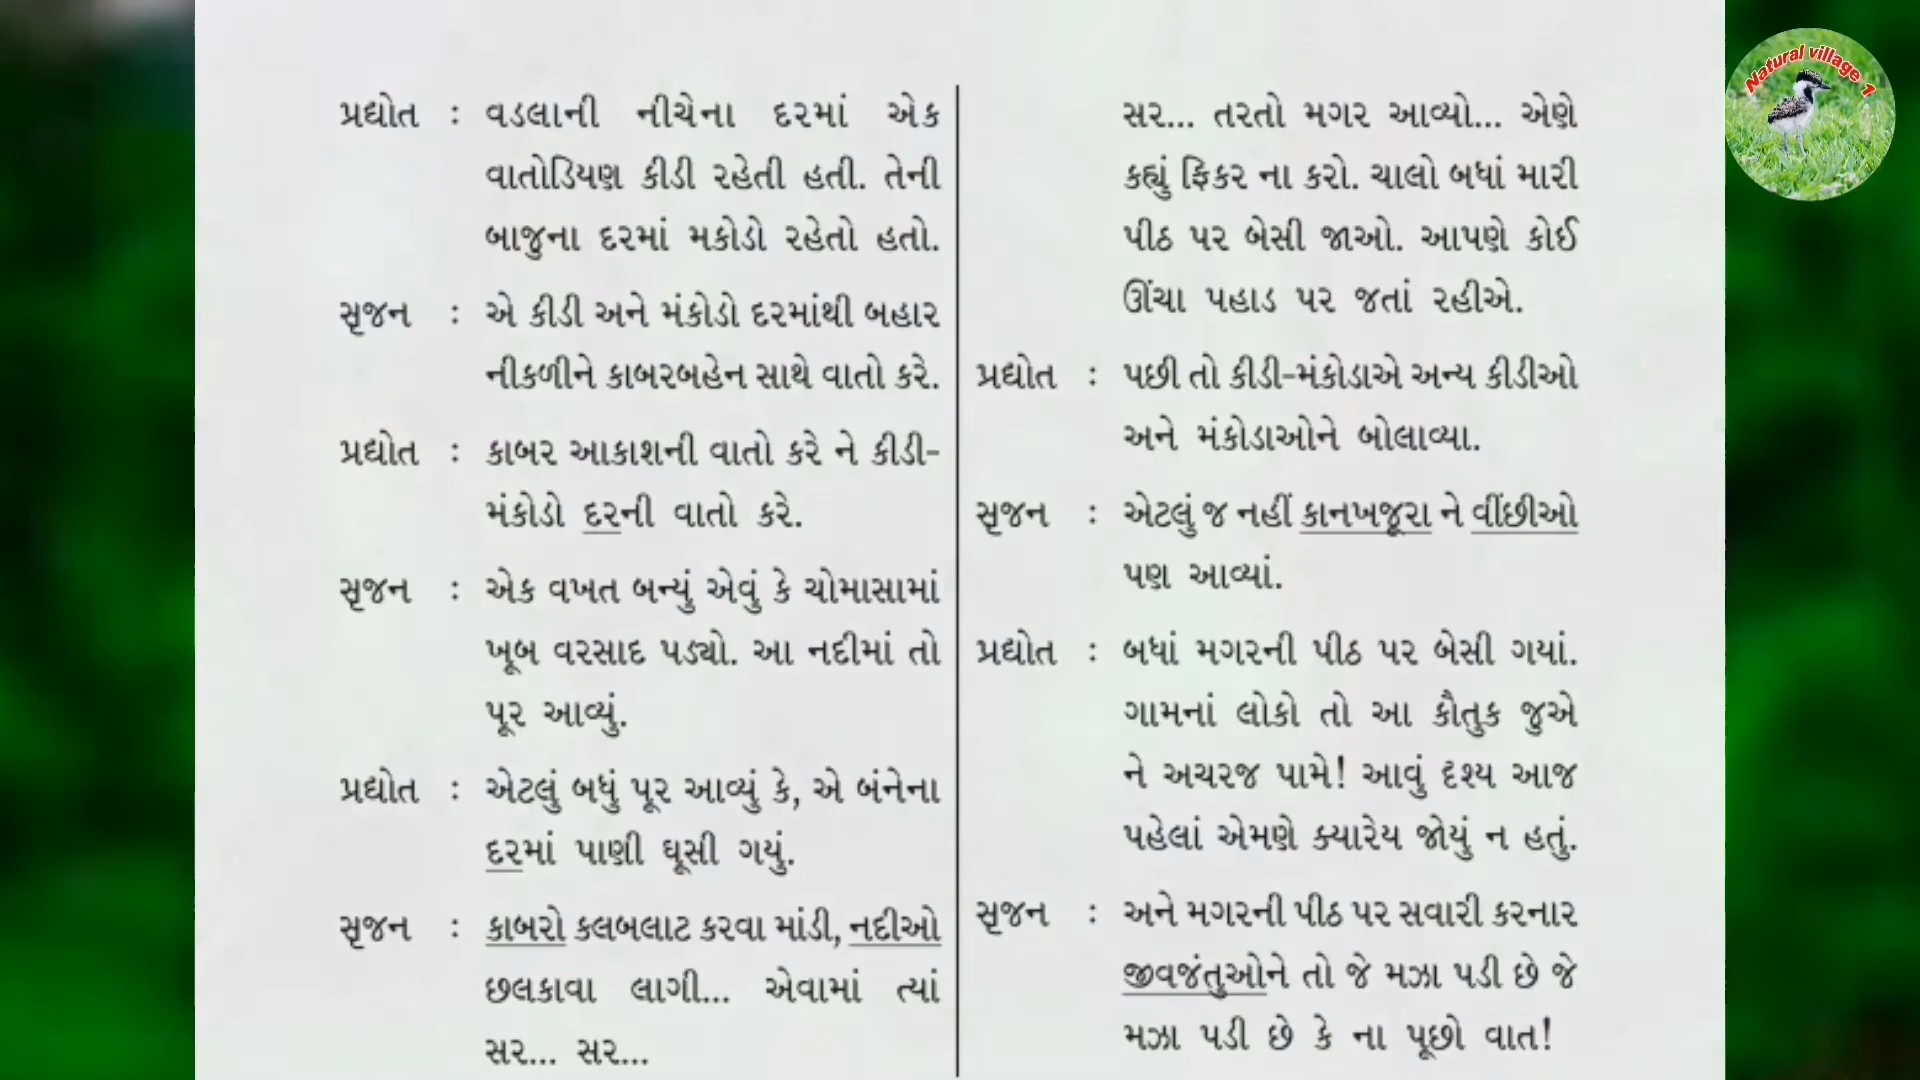 પ્રદ્યોત : વડલાની નીચેના દરમાં એક
વાતોડિયણ કીડી રહેતી હતી. તેની
બાજુના દરમાં મકોડો રહેતો હતો.
સૃજન : એ કીડી અને મંકોડો દરમાંથી બહાર
નીકળીને કાબરબહેન સાથે વાતો કરે.
પ્રદ્યોત : કાબર આકાશની વાતો કરે ને કીડી-
મંકોડો દરની વાતો કરે.
સૃજન : એક વખત બન્યું એવું કે ચોમાસામાં
ખૂબ વરસાદ પડ્યો. આ નદીમાં તો
પૂર આવ્યું.
પ્રદ્યોત : એટલું બધું પૂર આવ્યું કે, એ બંનેના
દરમાં પાણી ઘૂસી ગયું.
સૃજન : કાબરો કલબલાટ કરવા માંડી, નદીઓ
છલકાવા લાગી... એવામાં ત્યાં
સર... સર...
સર... તરતો મગર આવ્યો... એણે
કહ્યું ફિકર ના કરો. ચાલો બધાં મારી
પીઠ પર બેસી જાઓ. આપણે કોઈ
ઊંચા પહાડ પર જતાં રહીએ.
પ્રદ્યોત : પછી તો કીડી-મંકોડાએ અન્ય કીડીઓ
અને મંકોડાઓને બોલાવ્યા.
સૃજન : એટલું જ નહીં કાનખજૂરા ને વીંછીઓ
પણ આવ્યાં.
પ્રદ્યોત : બધાં મગરની પીઠ પર બેસી ગયાં.
ગામનાં લોકો તો આ કૌતુક જુએ
ને અચરજ પામે! આવું દૃશ્ય આજ
પહેલાં એમણે ક્યારેય જોયું ન હતું.
સૃજન : અને મગરની પીઠ પર સવારી કરનાર
જીવજંતુઓને તો જે મઝા પડી છે જે
મઝા પડી છે કે ના પૂછો વાત!
Natural village 1